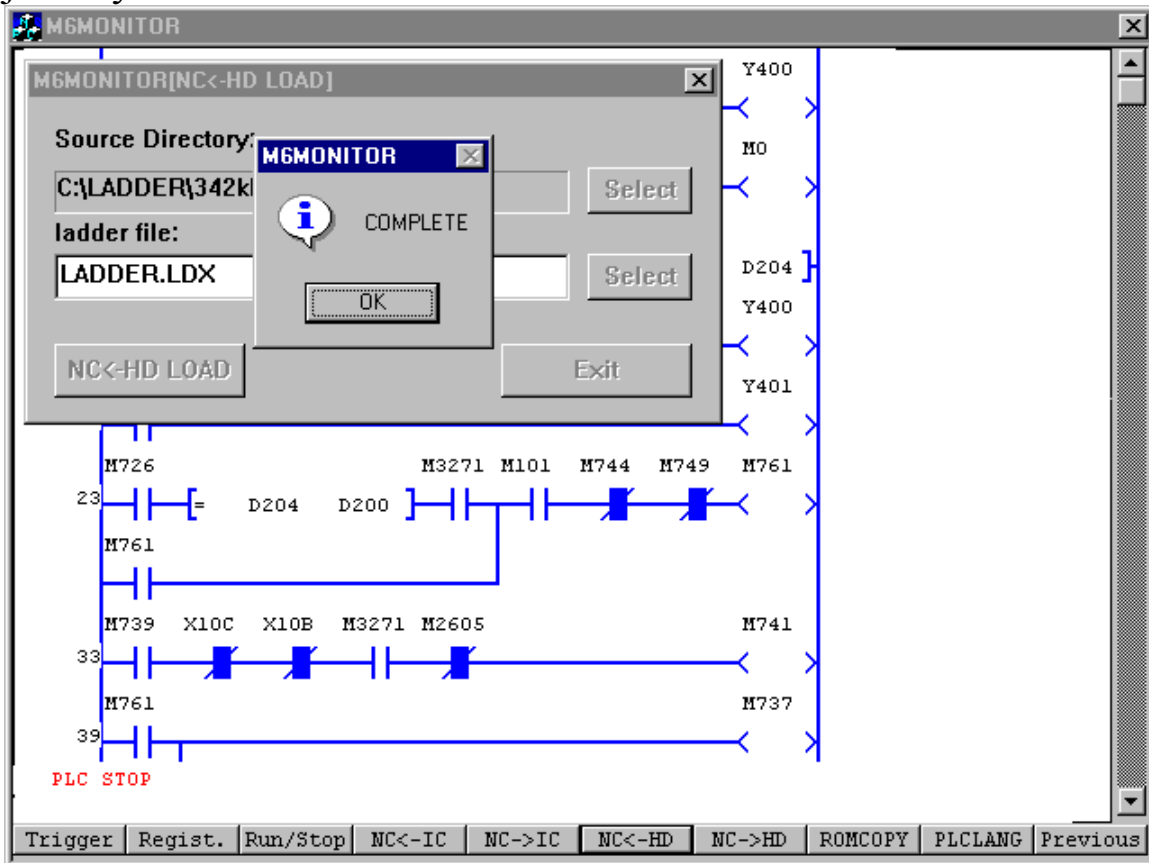 M6MONITOR
M6MONITOR[NC<-HD LOAD]
Source Directory:
C:\LADDER\342k
Select
ladder file:
LADDER.LDX
Select
NC<-HD LOAD
Exit
M6MONITOR
COMPLETE
OK
Y400
M0
D204
Y400
Y401
M726 M3271 M101 M744 M749 M761
23 = D204 D200
M761
M739 X10C X10B M3271 M2605 M741
33
M761 M737
39
PLC STOP
Trigger Regist. Run/Stop NC<-IC NC->IC NC<-HD NC->HD ROMCOPY PLCLANG Previous